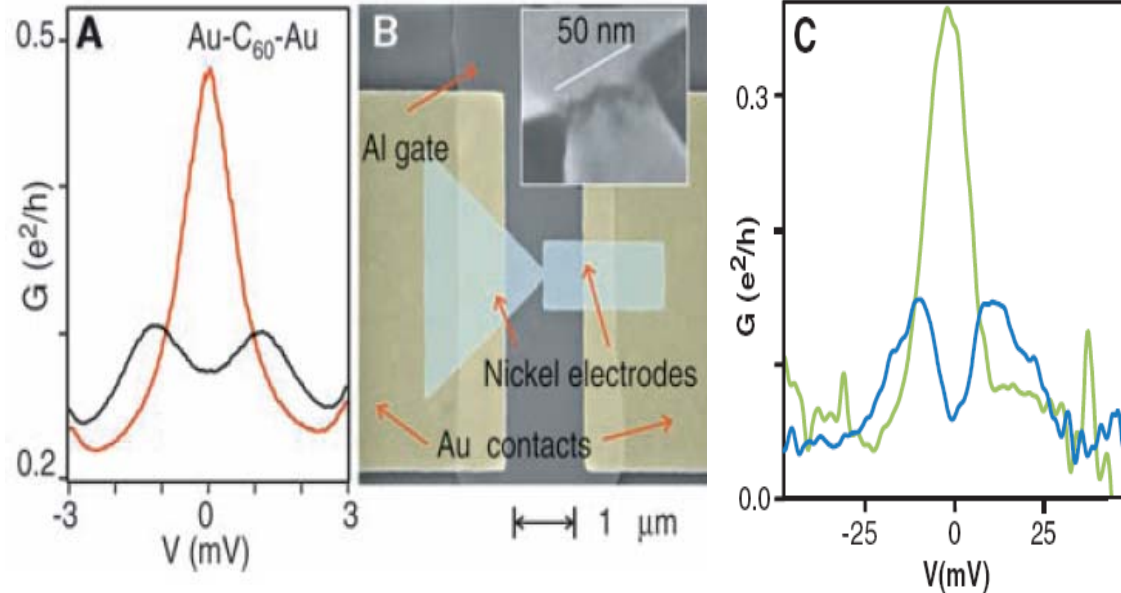 A
Au-C₆₀-Au
0.5
0.2
G (e²/h)
-3
0
3
V (mV)
B
50 nm
Al gate
Nickel electrodes
Au contacts
1 μm
C
0.3
0.0
G (e²/h)
-25
0
25
V(mV)